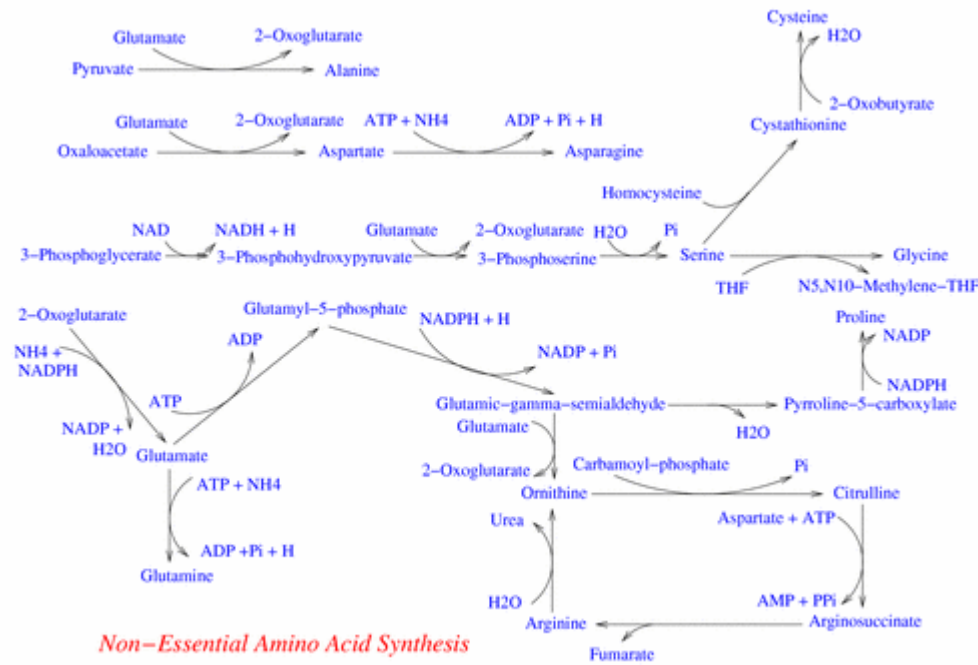 Cysteine
Glutamate
2-Oxoglutarate
H2O
Pyruvate
Alanine
2-Oxobutyrate
Glutamate
2-Oxoglutarate
ATP + NH4
ADP + Pi + H
Cystathionine
Oxaloacetate
Aspartate
Asparagine
Homocysteine
NAD
NADH + H
Glutamate
2-Oxoglutarate
H2O
Pi
3-Phosphoglycerate
3-Phosphohydroxypyruvate
3-Phosphoserine
Serine
Glycine
THF
N5,N10-Methylene-THF
2-Oxoglutarate
Glutamyl-5-phosphate
NADPH + H
Proline
NADP
NH4 +
NADPH
ADP
NADP + Pi
NADPH
ATP
Glutamic-gamma-semialdehyde
Pyrroline-5-carboxylate
NADP +
H2O
Glutamate
H2O
Glutamate
2-Oxoglutarate
Carbamoyl-phosphate
Pi
ATP + NH4
Ornithine
Citrulline
Urea
Aspartate + ATP
ADP +Pi + H
Glutamine
H2O
AMP + PPi
Arginine
Arginosuccinate
Non-Essential Amino Acid Synthesis
Fumarate